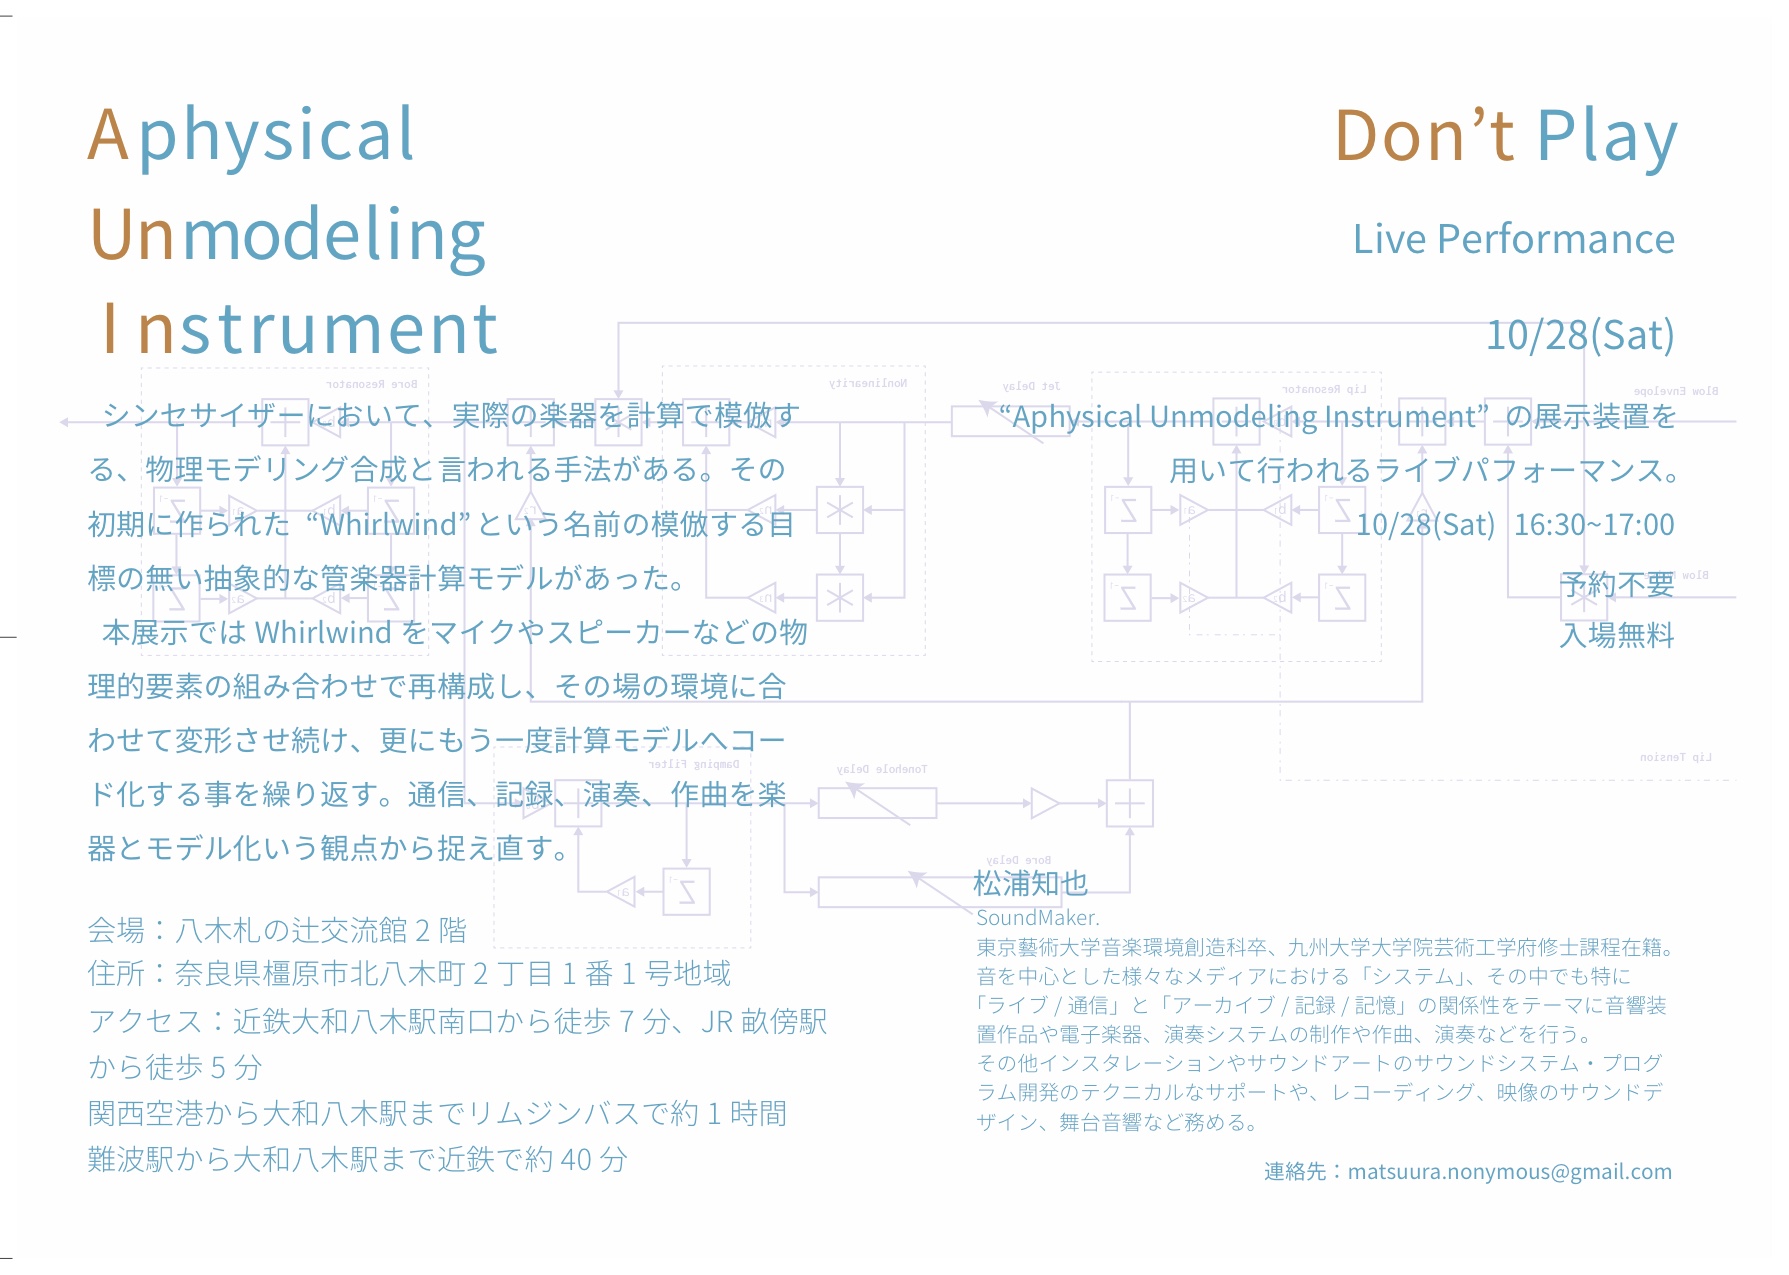 Aphysical
Unmodeling
Instrument
シンセサイザーにおいて、実際の楽器を計算で模倣す
る、物理モデリング合成と言われる手法がある。その
初期に作られた “Whirlwind” という名前の模倣する目
標の無い抽象的な管楽器計算モデルがあった。
本展示では Whirlwind をマイクやスピーカーなどの物
理的要素の組み合わせで再構成し、その場の環境に合
わせて変形させ続け、更にもう一度計算モデルへコー
ド化する事を繰り返す。通信、記録、演奏、作曲を楽
器とモデル化いう観点から捉え直す。
会場：八木札の辻交流館 2 階
住所：奈良県橿原市北八木町 2 丁目 1 番 1 号地域
アクセス：近鉄大和八木駅南口から徒歩 7 分、JR 畝傍駅
から徒歩 5 分
関西空港から大和八木駅までリムジンバスで約 1 時間
難波駅から大和八木駅まで近鉄で約 40 分
Don’t Play
Live Performance
10/28(Sat)
“Aphysical Unmodeling Instrument” の展示装置を
用いて行われるライブパフォーマンス。
10/28(Sat) 16:30~17:00
予約不要
入場無料
松浦知也
SoundMaker.
東京藝術大学音楽環境創造科卒、九州大学大学院芸術工学府修士課程在籍。
音を中心とした様々なメディアにおける「システム」、その中でも特に
「ライブ / 通信」と「アーカイブ / 記録 / 記憶」の関係性をテーマに音響装
置作品や電子楽器、演奏システムの制作や作曲、演奏などを行う。
その他インスタレーションやサウンドアートのサウンドシステム・プログ
ラム開発のテクニカルなサポートや、レコーディング、映像のサウンドデ
ザイン、舞台音響など務める。
連絡先：matsuura.nonymous@gmail.com
Bore Resonator
Nonlinearity
Jet Delay
Lip Resonator
Blow Envelope
Blow
Lip Tension
Damping Filter
Tonehole Delay
Bore Delay